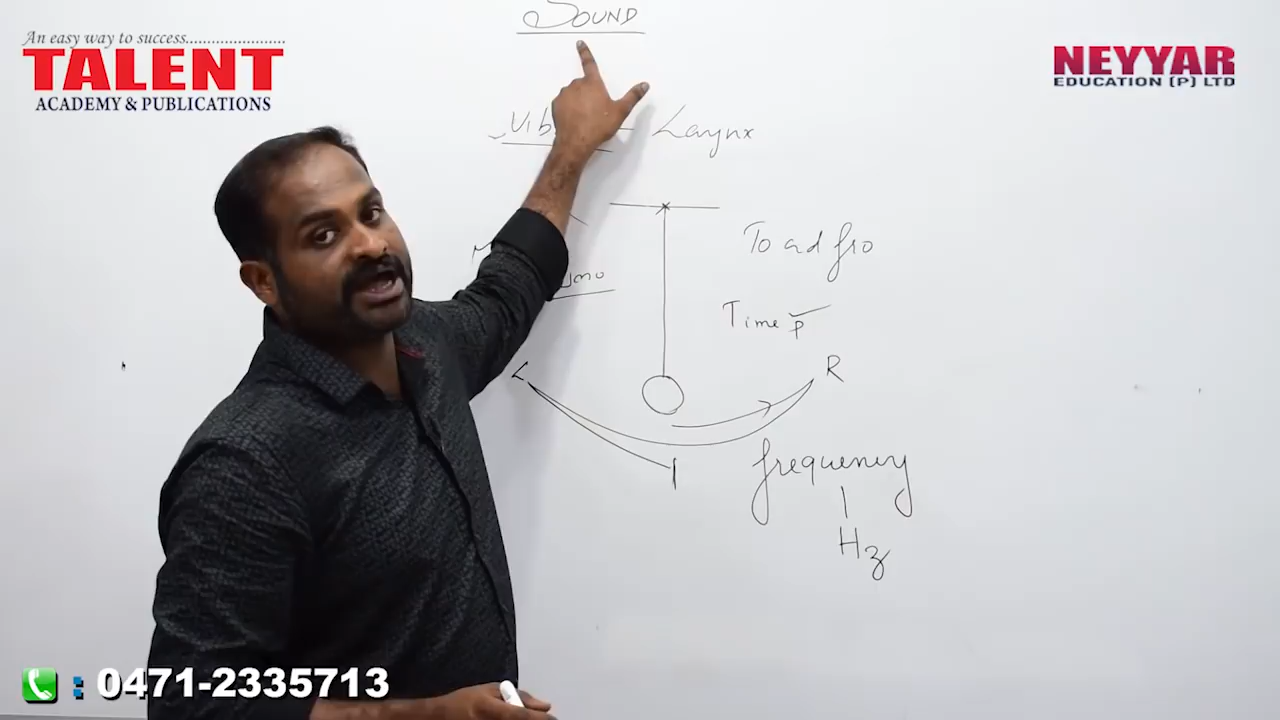 SOUND
An easy way to success.......................
TALENT
ACADEMY & PUBLICATIONS
NEYYAR
EDUCATION (P) LTD
Larynx
To and fro
Time P
L
R
frequency
Hz
: 0471-2335713